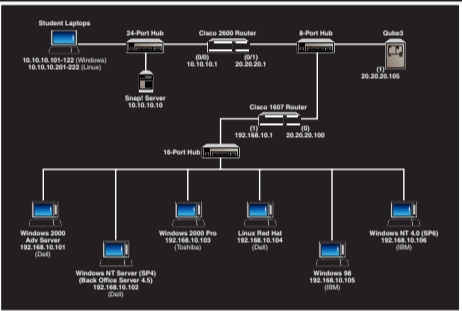 Student Laptops
24-Port Hub
Cisco 2600 Router
8-Port Hub
Qube3
10.10.10.101-122 (Windows)
10.10.10.201-222 (Linux)
(0/0)
10.10.10.1
(0/1)
20.20.20.1
(1)
20.20.20.105
Snap! Server
10.10.10.10
Cisco 1607 Router
(1)
192.168.10.1
(0)
20.20.20.100
16-Port Hub
Windows 2000
Adv Server
192.168.10.101
(Dell)
Windows NT Server (SP4)
(Back Office Server 4.5)
192.168.10.102
(Dell)
Windows 2000 Pro
192.168.10.103
(Toshiba)
Linux Red Hat
192.168.10.104
(Dell)
Windows 98
192.168.10.105
(IBM)
Windows NT 4.0 (SP6)
192.168.10.106
(IBM)